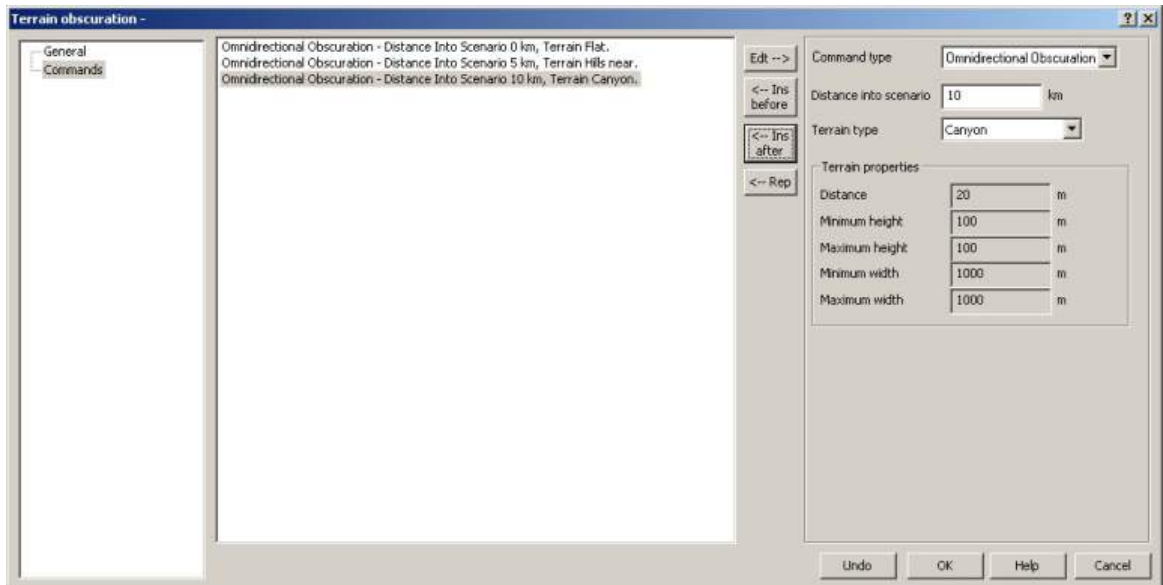 Terrain obscuration -
General
Commands
Omnidirectional Obscuration - Distance Into Scenario 0 km, Terrain Flat.
Omnidirectional Obscuration - Distance Into Scenario 5 km, Terrain Hills near.
Omnidirectional Obscuration - Distance Into Scenario 10 km, Terrain Canyon.
Edt -->
<-- Ins
before
<-- Ins
after
<-- Rep
Command type Omnidirectional Obscuration
Distance into scenario 10 km
Terrain type Canyon
Terrain properties
Distance 20 m
Minimum height 100 m
Maximum height 100 m
Minimum width 1000 m
Maximum width 1000 m
Undo OK Help Cancel